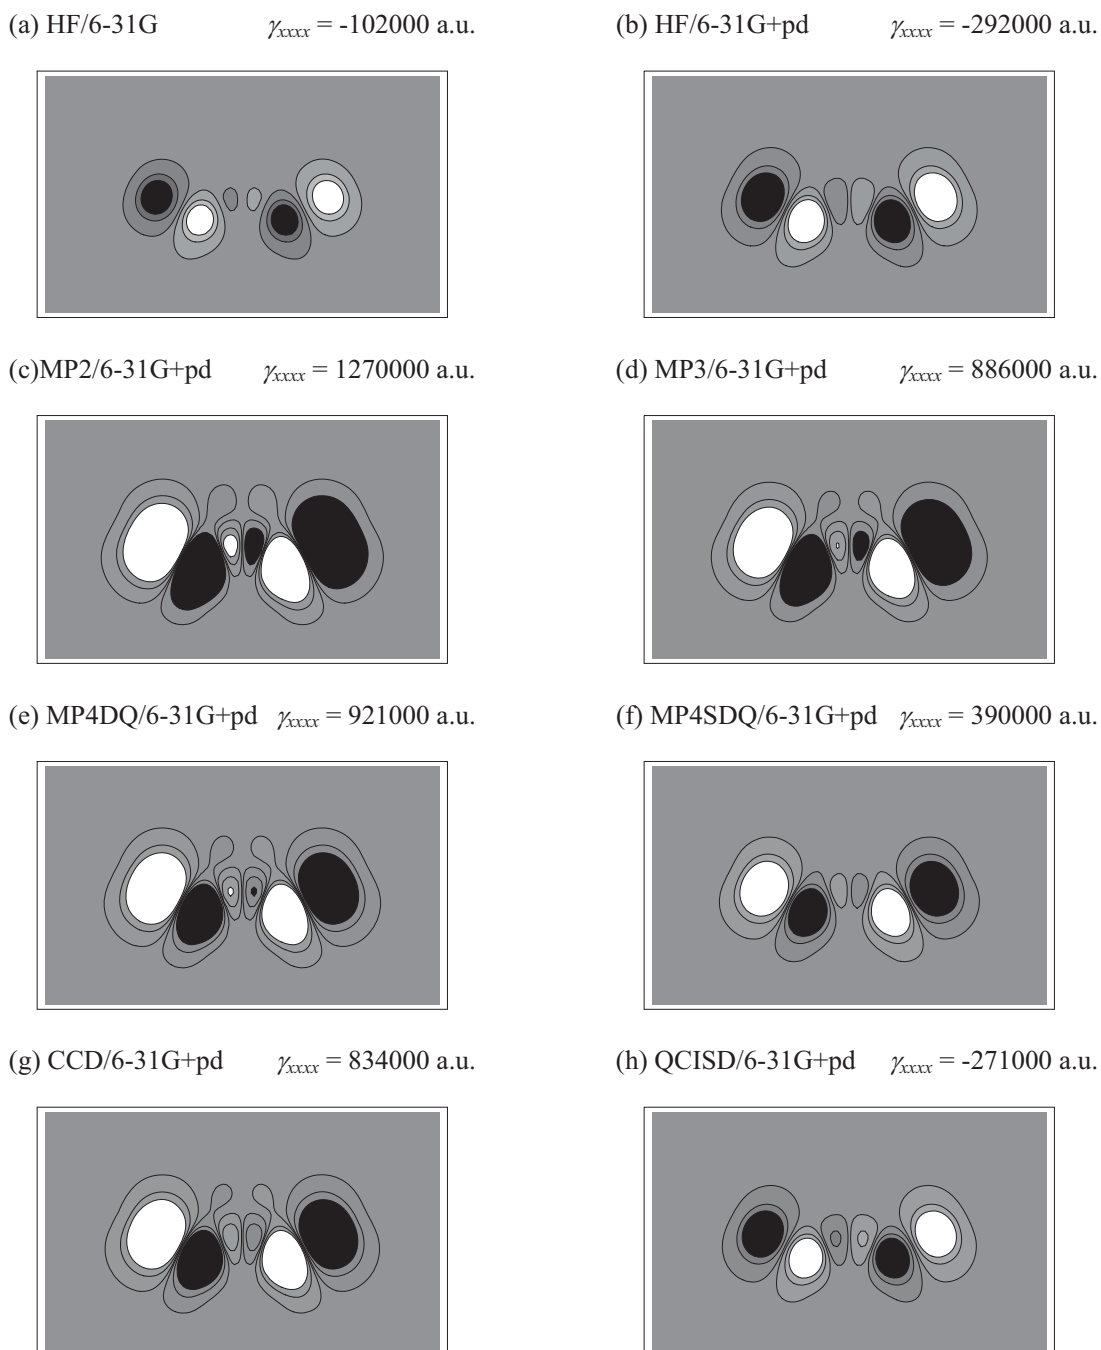 (a) HF/6-31G γxxxx = -102000 a.u.
(b) HF/6-31G+pd γxxxx = -292000 a.u.
(c)MP2/6-31G+pd γxxxx = 1270000 a.u.
(d) MP3/6-31G+pd γxxxx = 886000 a.u.
(e) MP4DQ/6-31G+pd γxxxx = 921000 a.u.
(f) MP4SDQ/6-31G+pd γxxxx = 390000 a.u.
(g) CCD/6-31G+pd γxxxx = 834000 a.u.
(h) QCISD/6-31G+pd γxxxx = -271000 a.u.